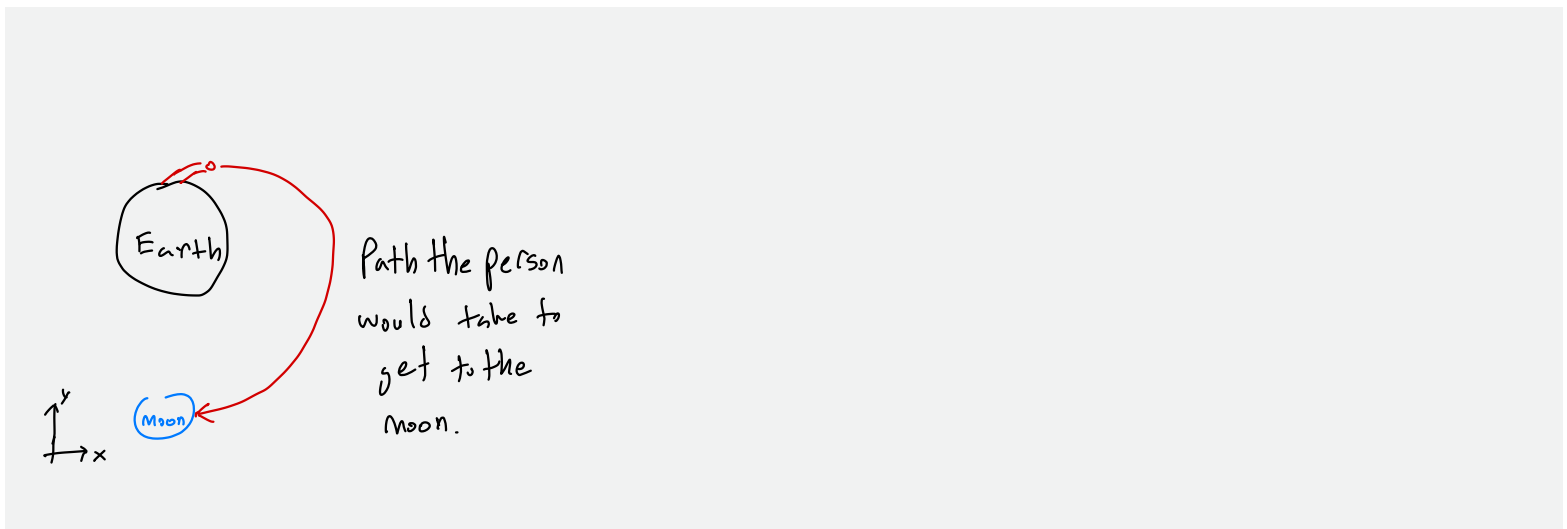 Earth
Path the person
would take to
get to the
moon.
Moon
y
x